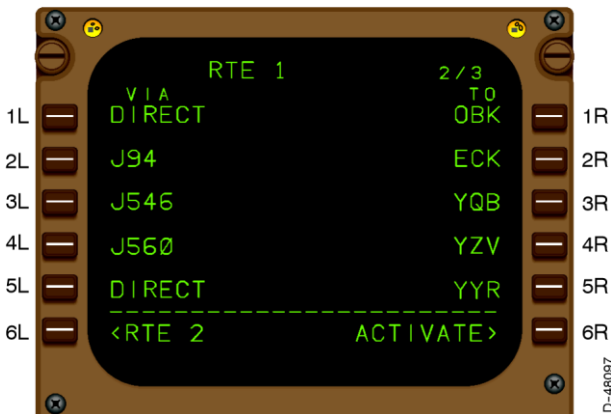 RTE 1 2/3
VIA TO
1L DIRECT OBK 1R
2L J94 ECK 2R
3L J546 YQB 3R
4L J560 YZV 4R
5L DIRECT YYR 5R
6L <RTE 2 ACTIVATE> 6R
D-48097